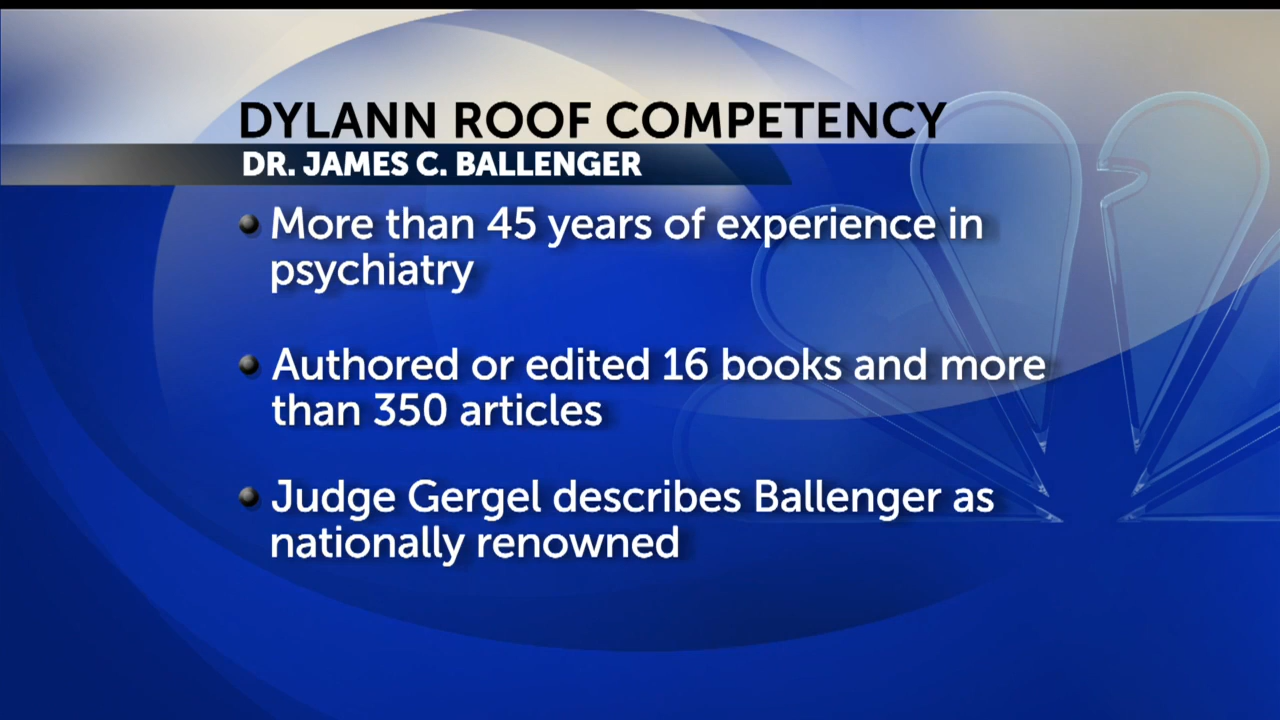 DYLANN ROOF COMPETENCY
DR. JAMES C. BALLENGER
More than 45 years of experience in
psychiatry
Authored or edited 16 books and more
than 350 articles
Judge Gergel describes Ballenger as
nationally renowned